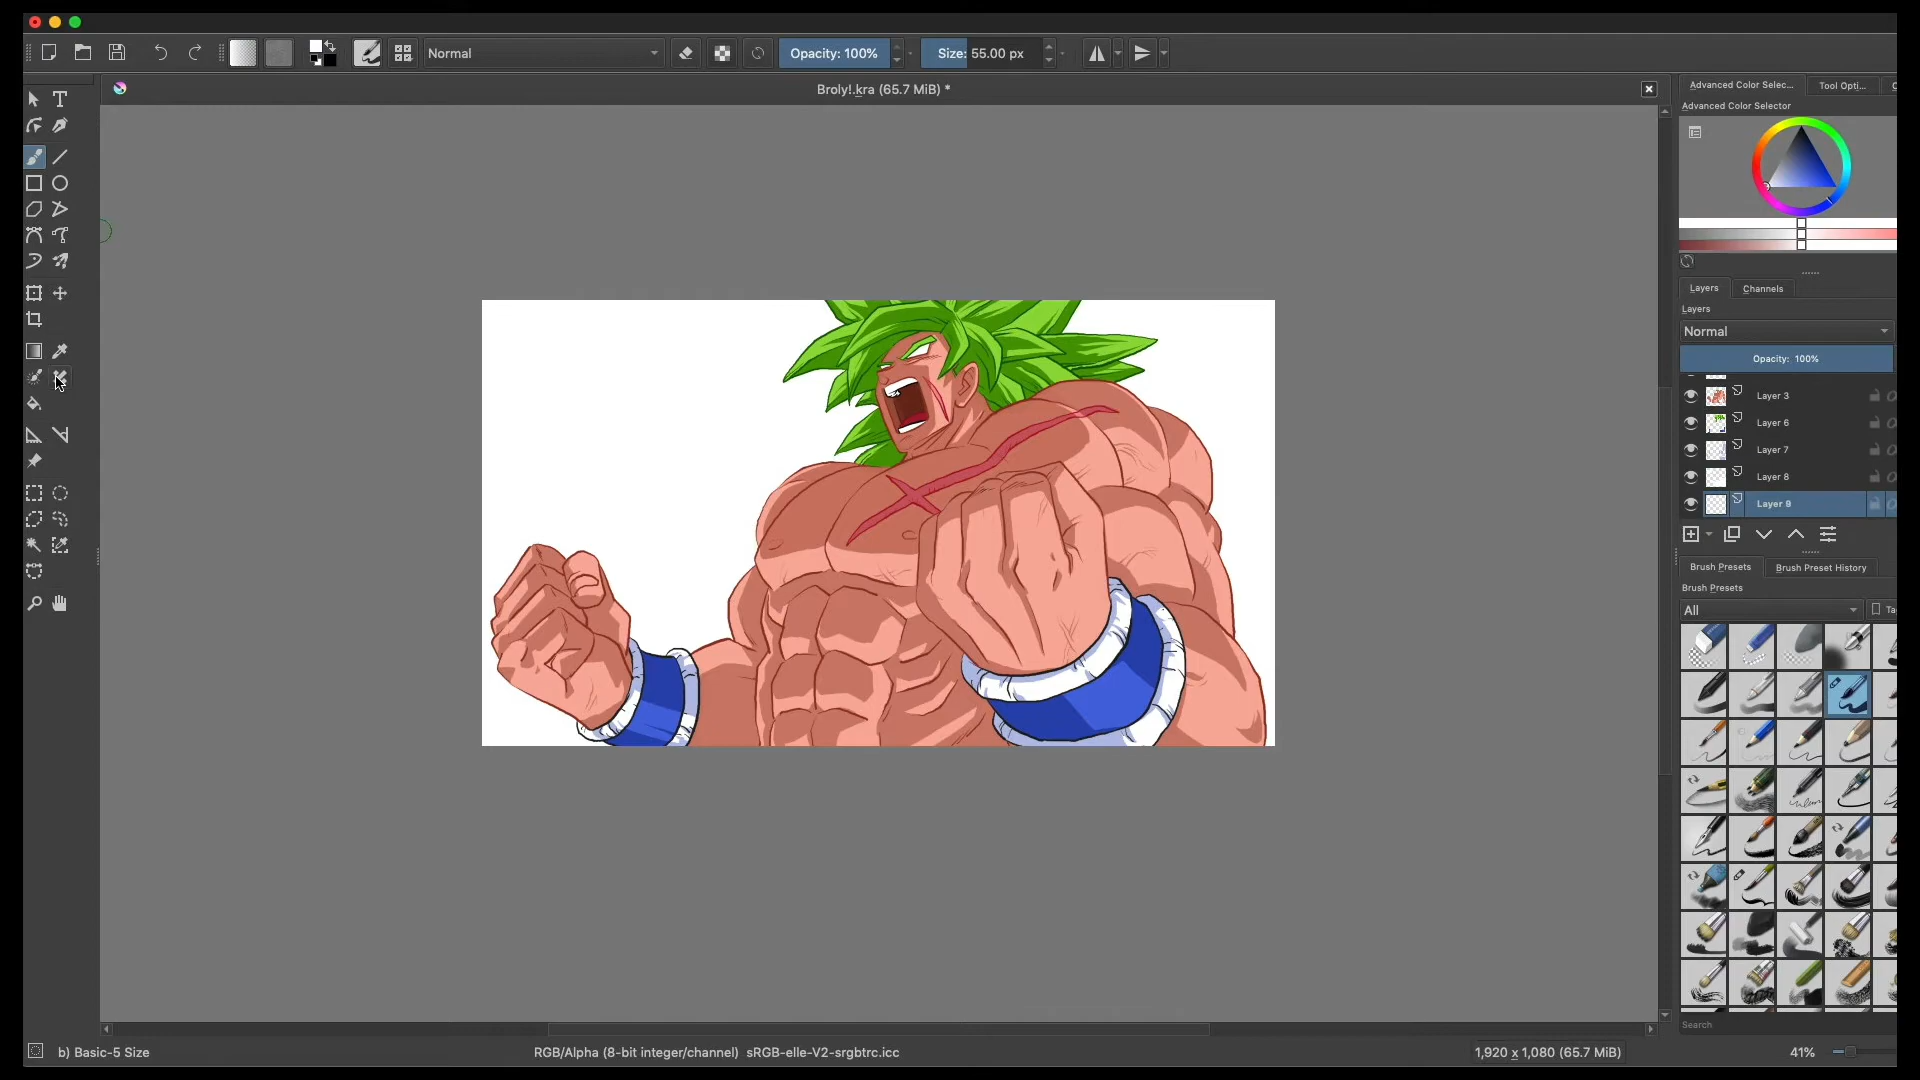 Normal
Opacity: 100%
Size: 55.00 px
Broly!.kra (65.7 MiB) *
Advanced Color Selec...
Tool Opti...
Advanced Color Selector
Layers
Channels
Layers
Normal
Opacity: 100%
Layer 3
Layer 6
Layer 7
Layer 8
Layer 9
Brush Presets
Brush Preset History
Brush Presets
All
Ta
Search
b) Basic-5 Size
RGB/Alpha (8-bit integer/channel) sRGB-elle-V2-srgbtrc.icc
1,920 x 1,080 (65.7 MiB)
41%